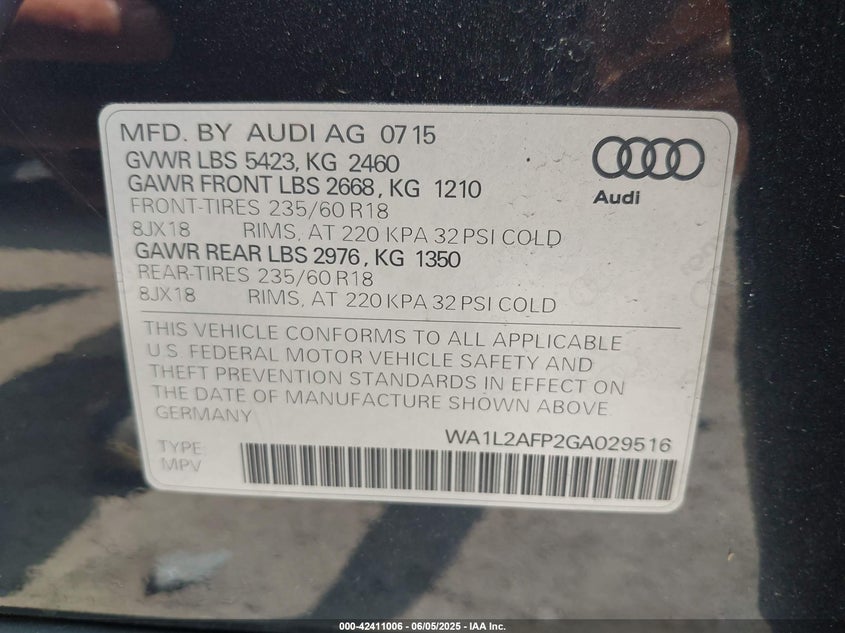 MFD. BY AUDI AG 07 15
GVWR LBS 5423, KG 2460
GAWR FRONT LBS 2668, KG 1210
FRONT-TIRES 235/60 R18
8JX18 RIMS, AT 220 KPA 32 PSI COLD
GAWR REAR LBS 2976, KG 1350
REAR-TIRES 235/60 R18
8JX18 RIMS, AT 220 KPA 32 PSI COLD
Audi
THIS VEHICLE CONFORMS TO ALL APPLICABLE
U.S. FEDERAL MOTOR VEHICLE SAFETY AND
THEFT PREVENTION STANDARDS IN EFFECT ON
THE DATE OF MANUFACTURE SHOWN ABOVE.
GERMANY
WA1L2AFP2GA029516
TYPE:
MPV
000-42411006 - 06/05/2025 - IAA Inc.